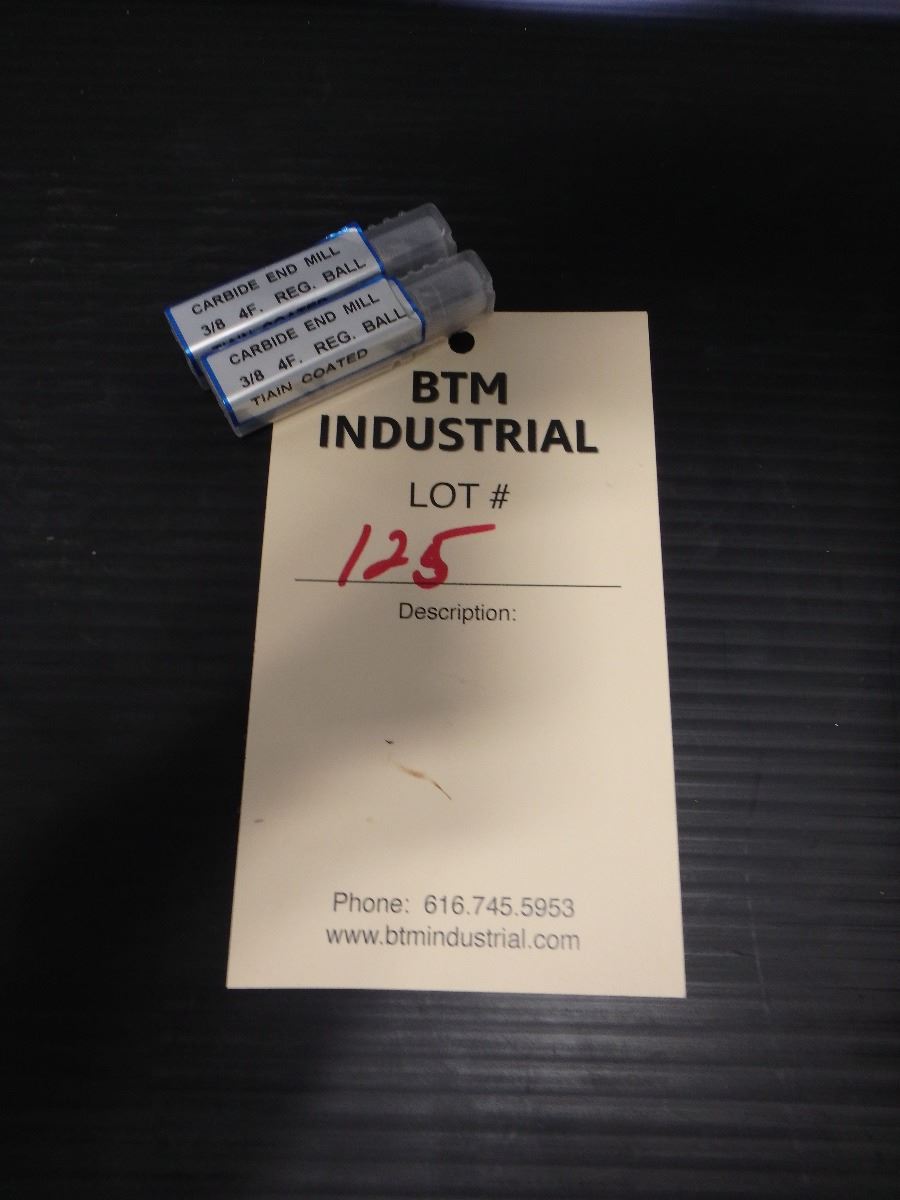 CARBIDE END MILL
3/8 4F. REG. BALL
CARBIDE END MILL
3/8 4F. REG. BALL
TIAIN COATED
BTM
INDUSTRIAL
LOT #
125
Description:
Phone: 616.745.5953
www.btmindustrial.com